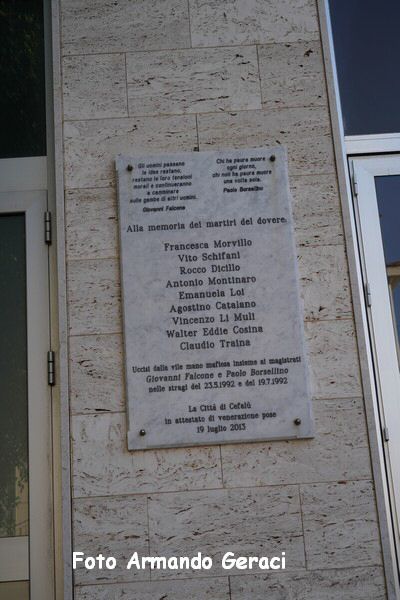 Gli uomini passano
le idee restano,
restano le loro tensioni
morali e continueranno
a camminare
sulle gambe di altri uomini.
Giovanni Falcone
Chi ha paura muore
ogni giorno,
chi non ha paura muore
una volta sola.
Paolo Borsellino
Alla memoria dei martiri del dovere
Francesca Morvillo
Vito Schifani
Rocco Dicillo
Antonio Montinaro
Emanuela Loi
Agostino Catalano
Vincenzo Li Muli
Walter Eddie Cosina
Claudio Traina
Uccisi dalla vile mano mafiosa insieme ai magistrati
Giovanni Falcone e Paolo Borsellino
nelle stragi del 23.5.1992 e del 19.7.1992
La Città di Cefalù
in attestato di venerazione pose
19 luglio 2013
Foto Armando Geraci